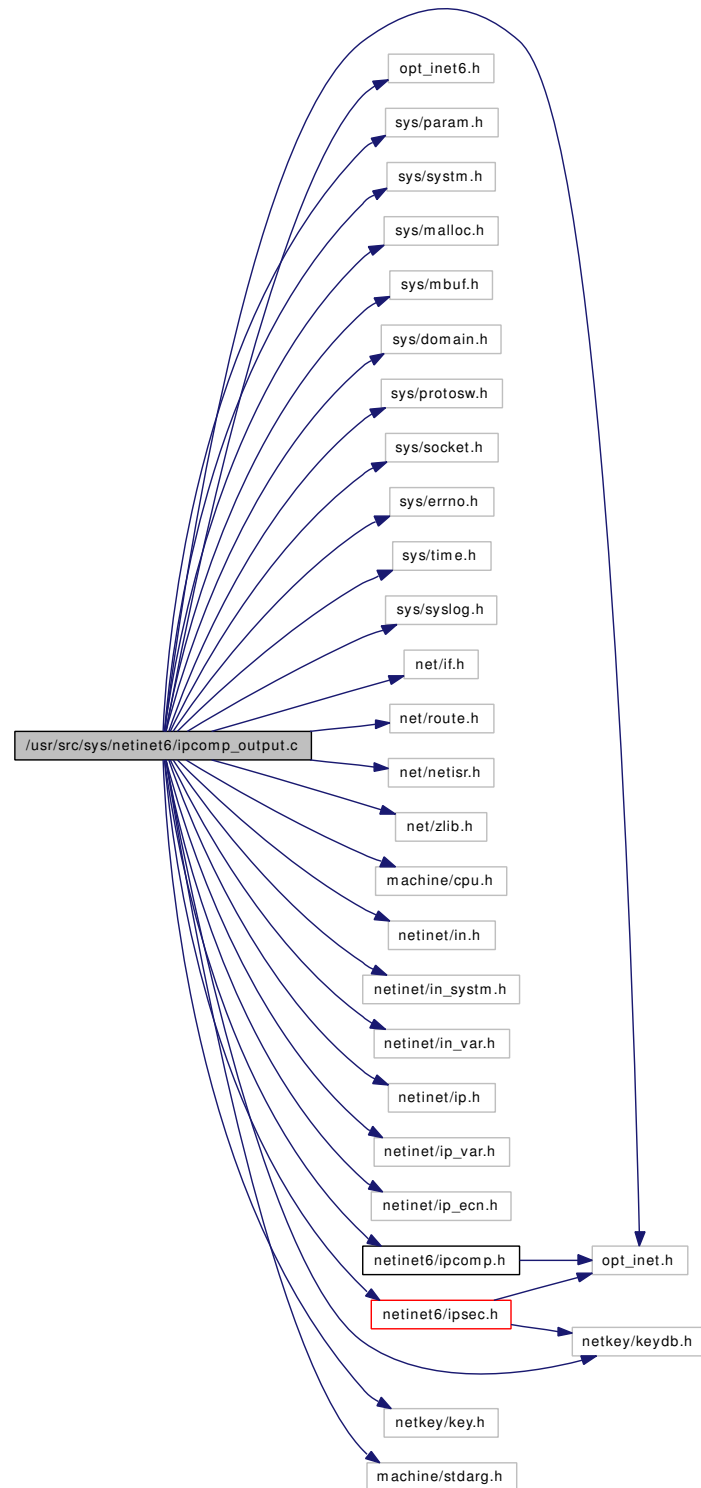 opt_inet6.h
sys/param.h
sys/systm.h
sys/malloc.h
sys/mbuf.h
sys/domain.h
sys/protosw.h
sys/socket.h
sys/errno.h
sys/time.h
sys/syslog.h
net/if.h
net/route.h
/usr/src/sys/netinet6/ipcomp_output.c
net/netisr.h
net/zlib.h
machine/cpu.h
netinet/in.h
netinet/in_systm.h
netinet/in_var.h
netinet/ip.h
netinet/ip_var.h
netinet/ip_ecn.h
netinet6/ipcomp.h
opt_inet.h
netinet6/ipsec.h
netkey/keydb.h
netkey/key.h
machine/stdarg.h